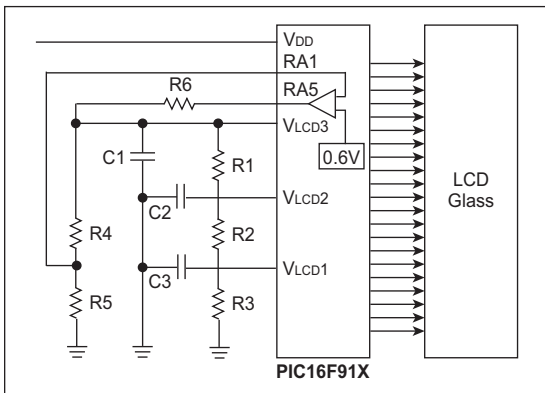 VDD
RA1
R6
RA5
VLCD3
C1
R1
0.6V
C2
VLCD2
LCD
Glass
R4
R2
C3
VLCD1
R5
R3
PIC16F91X